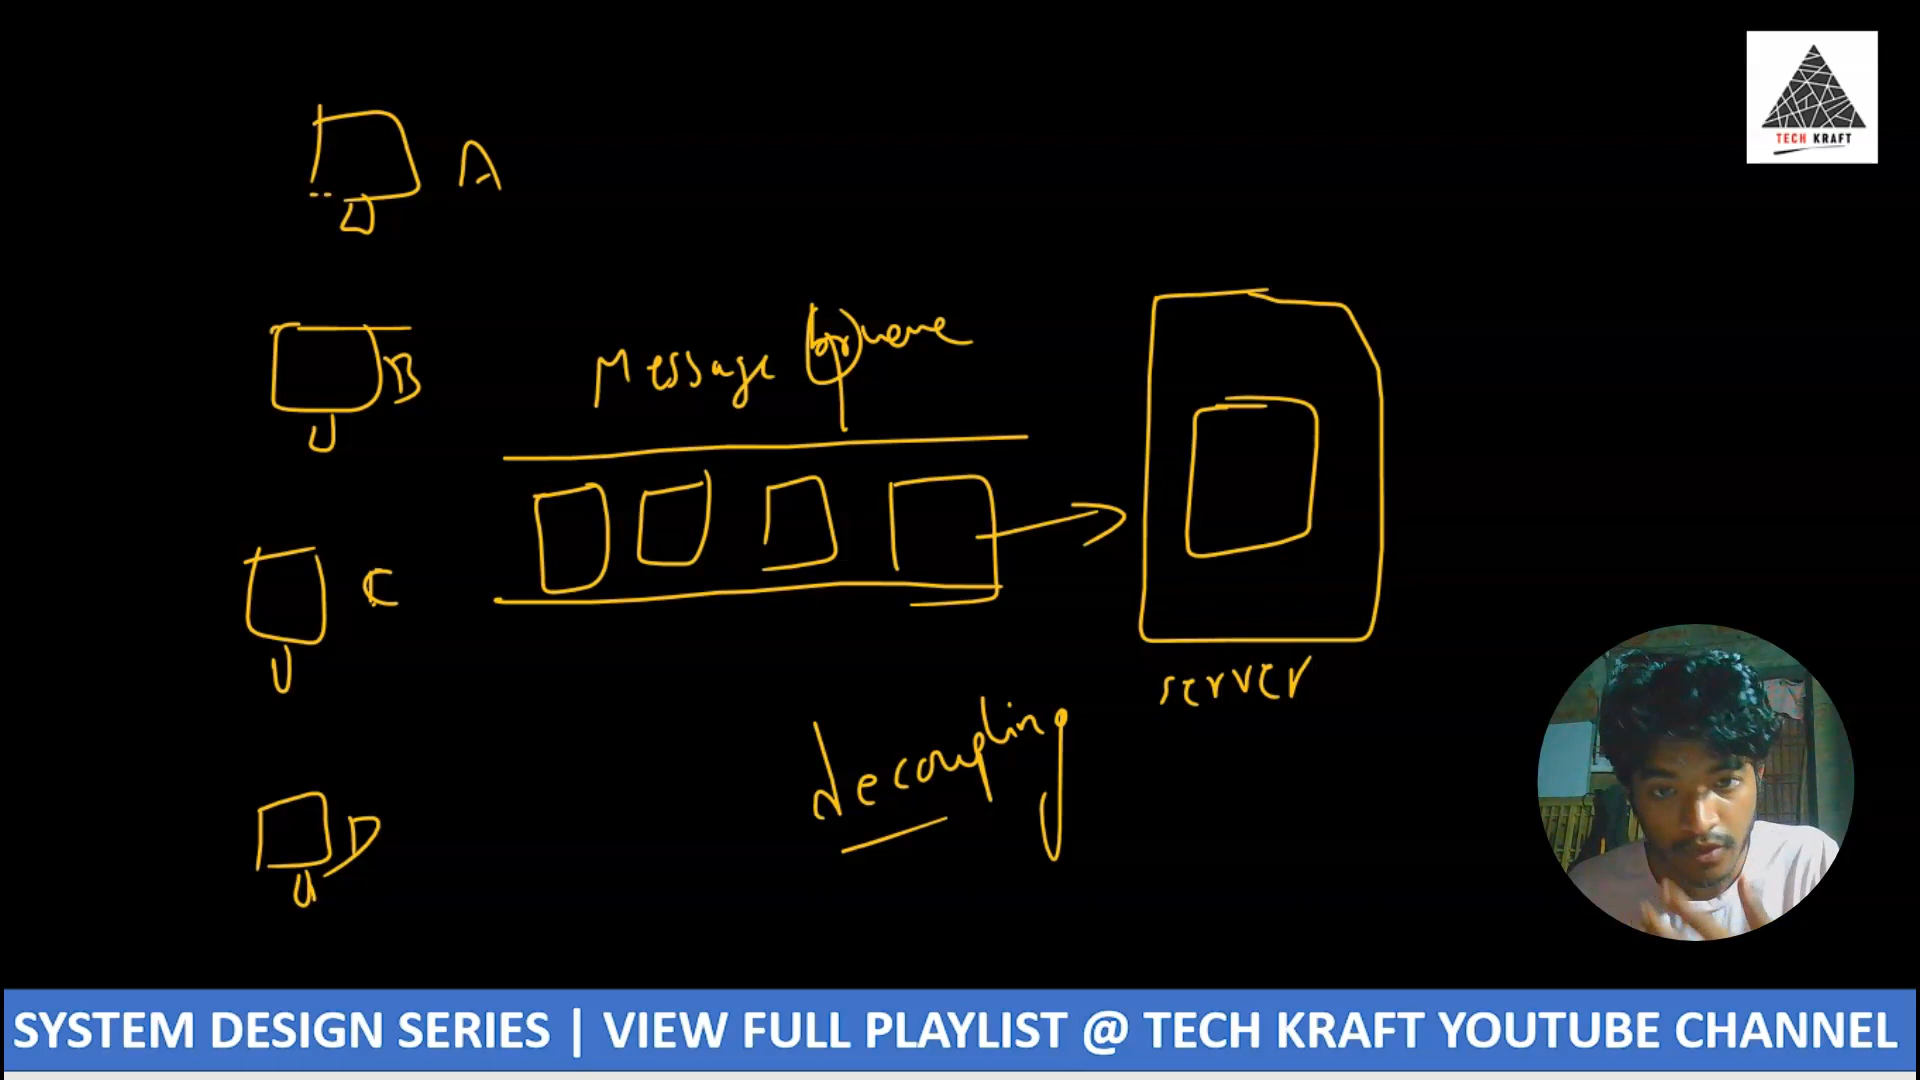 TECH KRAFT
A
B
Message queue
C
server
decoupling
D
SYSTEM DESIGN SERIES | VIEW FULL PLAYLIST @ TECH KRAFT YOUTUBE CHANNEL